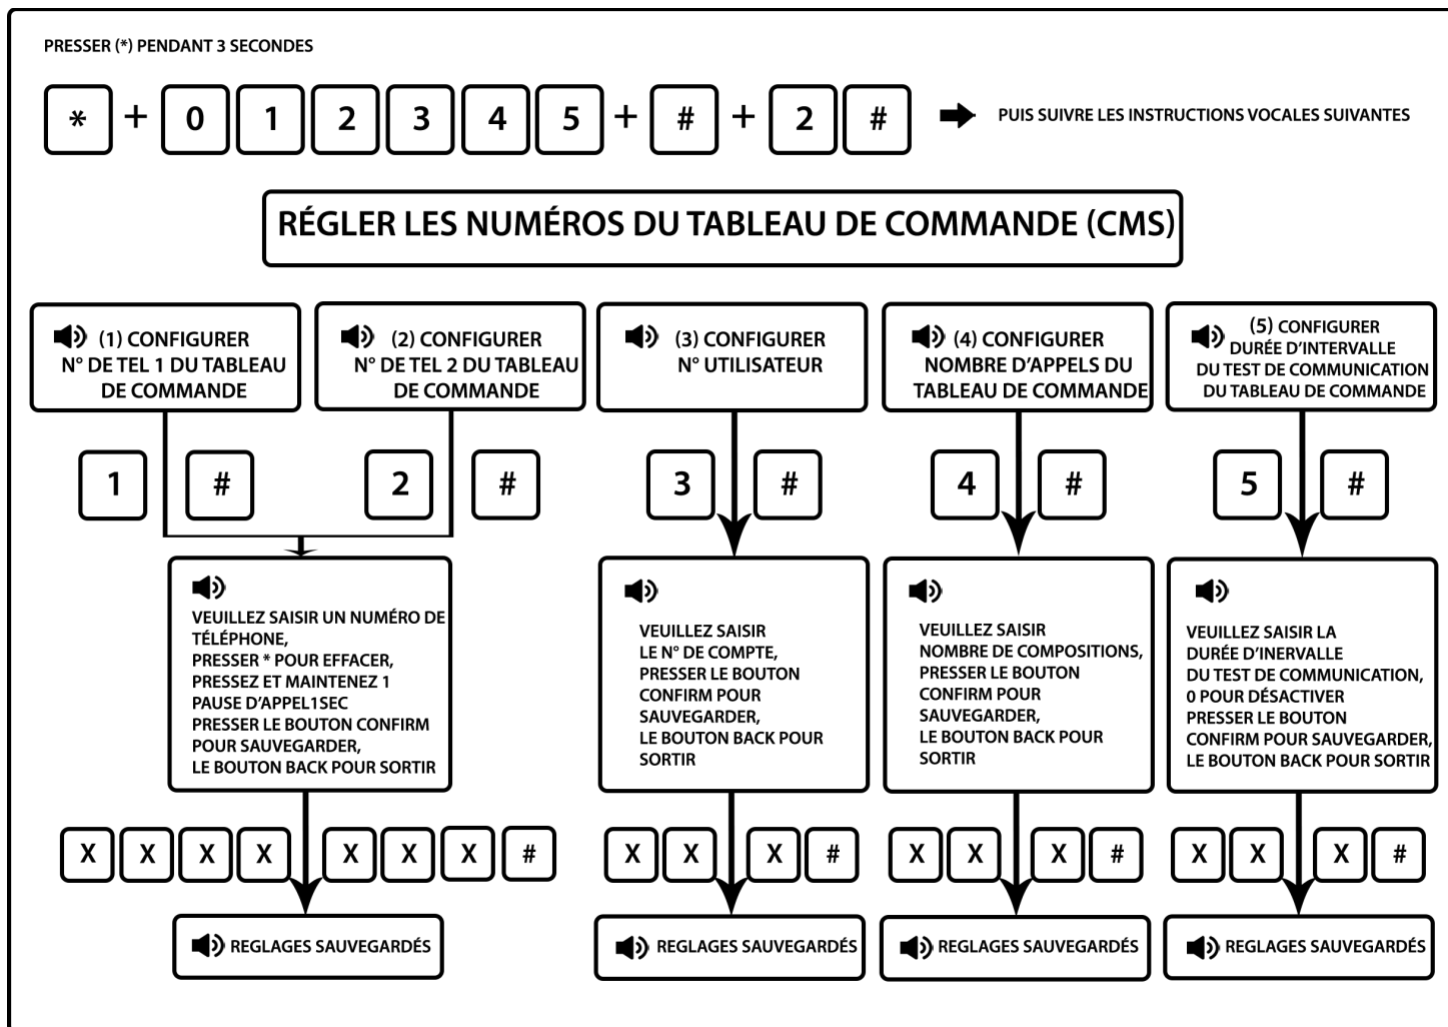 PRESSER (*) PENDANT 3 SECONDES
* + 0 1 2 3 4 5 + # + 2 # PUIS SUIVRE LES INSTRUCTIONS VOCALES SUIVANTES
RÉGLER LES NUMÉROS DU TABLEAU DE COMMANDE (CMS)
(1) CONFIGURER
N° DE TEL 1 DU TABLEAU
DE COMMANDE
(2) CONFIGURER
N° DE TEL 2 DU TABLEAU
DE COMMANDE
(3) CONFIGURER
N° UTILISATEUR
(4) CONFIGURER
NOMBRE D'APPELS DU
TABLEAU DE COMMANDE
(5) CONFIGURER
DURÉE D'INTERVALLE
DU TEST DE COMMUNICATION
DU TABLEAU DE COMMANDE
1 #
2 #
3 #
4 #
5 #
VEUILLEZ SAISIR UN NUMÉRO DE
TÉLÉPHONE,
PRESSER * POUR EFFACER,
PRESSEZ ET MAINTENEZ 1
PAUSE D'APPEL1SEC
PRESSER LE BOUTON CONFIRM
POUR SAUVEGARDER,
LE BOUTON BACK POUR SORTIR
VEUILLEZ SAISIR
LE N° DE COMPTE,
PRESSER LE BOUTON
CONFIRM POUR
SAUVEGARDER,
LE BOUTON BACK POUR
SORTIR
VEUILLEZ SAISIR
NOMBRE DE COMPOSITIONS,
PRESSER LE BOUTON
CONFIRM POUR
SAUVEGARDER,
LE BOUTON BACK POUR
SORTIR
VEUILLEZ SAISIR LA
DURÉE D'INERVALLE
DU TEST DE COMMUNICATION,
0 POUR DÉSACTIVER
PRESSER LE BOUTON
CONFIRM POUR SAUVEGARDER,
LE BOUTON BACK POUR SORTIR
X X X X X X X #
X X X #
X X X #
X X X #
REGLAGES SAUVEGARDÉS
REGLAGES SAUVEGARDÉS
REGLAGES SAUVEGARDÉS
REGLAGES SAUVEGARDÉS